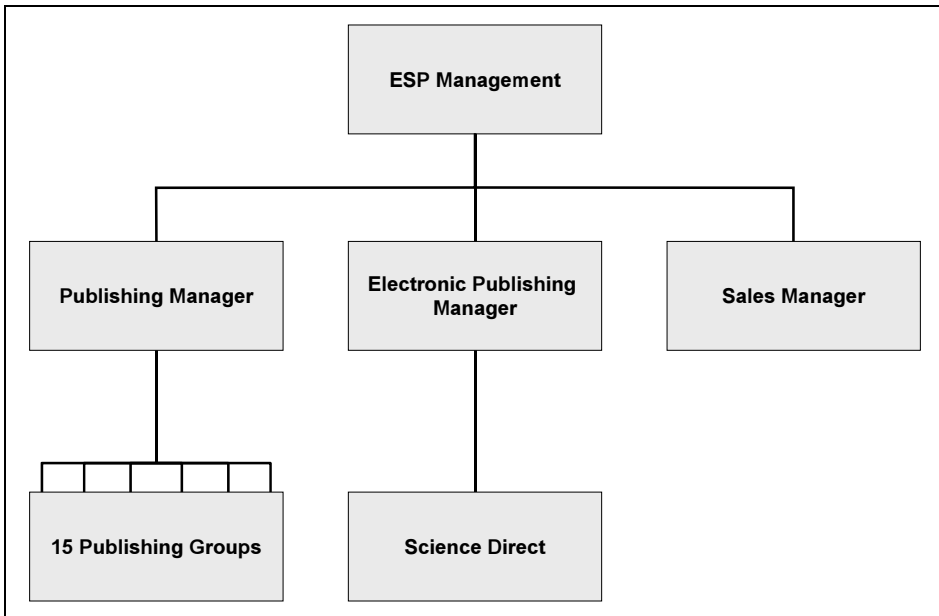 ESP Management
Publishing Manager
Electronic Publishing
Manager
Sales Manager
15 Publishing Groups
Science Direct